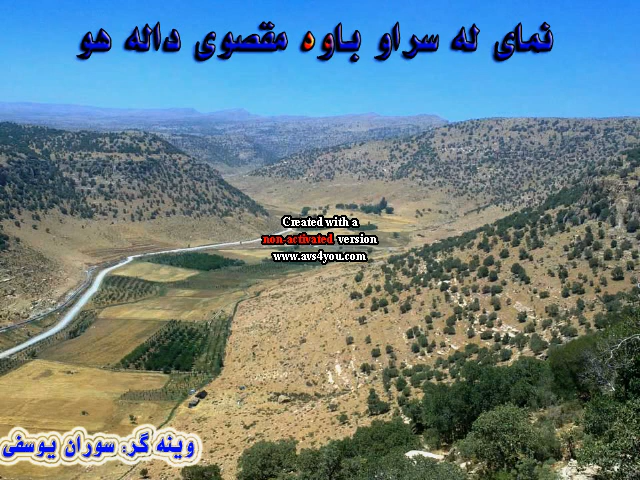 نمای له سراو باوه مقصوی داله هو
Created with a
non-activated version
www.avs4you.com
وینه گر، سوران یوسفی